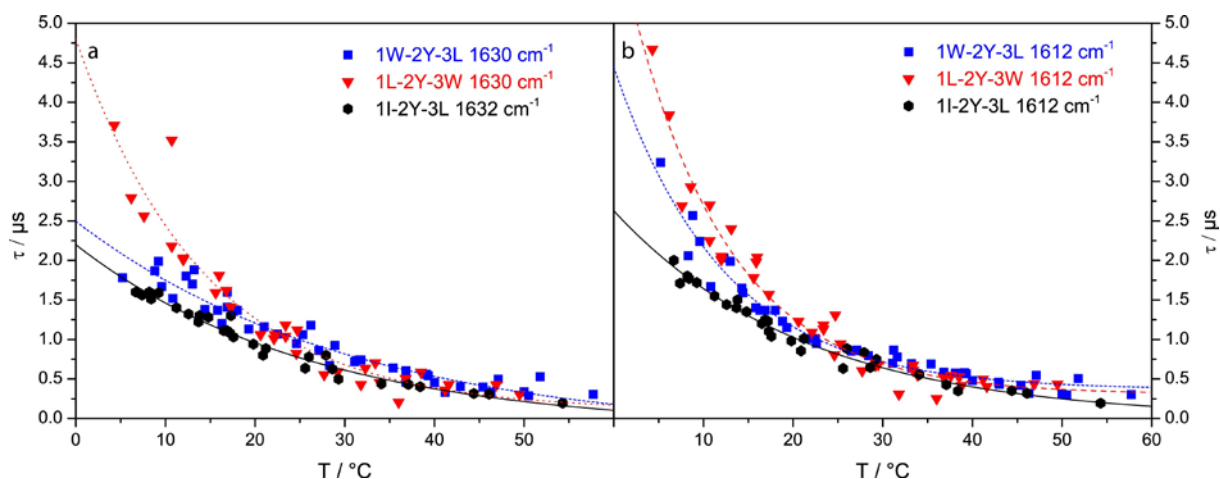 a
1W-2Y-3L 1630 cm⁻¹
1L-2Y-3W 1630 cm⁻¹
1I-2Y-3L 1632 cm⁻¹
5.0
4.5
4.0
3.5
3.0
2.5
2.0
1.5
1.0
0.5
0.0
τ / µs
0 10 20 30 40 50
T / °C
b
1W-2Y-3L 1612 cm⁻¹
1L-2Y-3W 1612 cm⁻¹
1I-2Y-3L 1612 cm⁻¹
5.0
4.5
4.0
3.5
3.0
2.5
2.0
1.5
1.0
0.5
0.0
τ / µs
10 20 30 40 50 60
T / °C